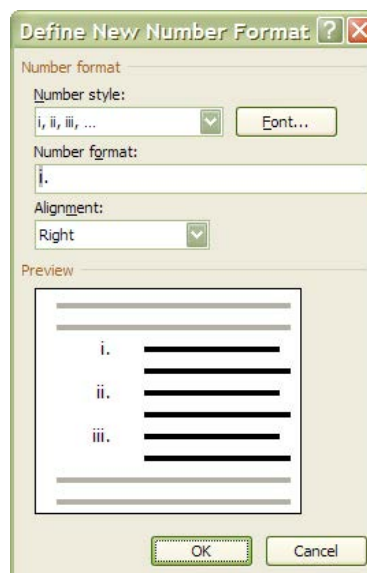 Define New Number Format
Number format
Number style:
i, ii, iii, ...
Font...
Number format:
i.
Alignment:
Right
Preview
i.
ii.
iii.
OK
Cancel